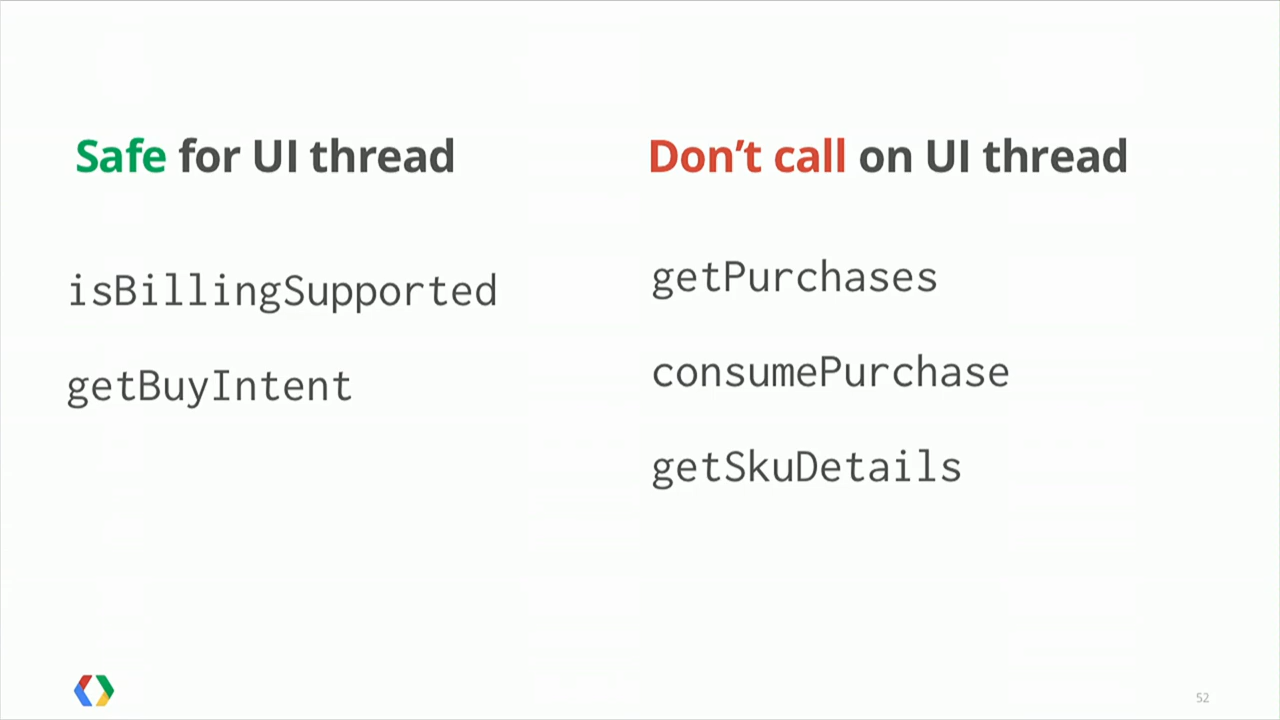 Safe for UI thread
isBillingSupported
getBuyIntent
Don’t call on UI thread
getPurchases
consumePurchase
getSkuDetails
52